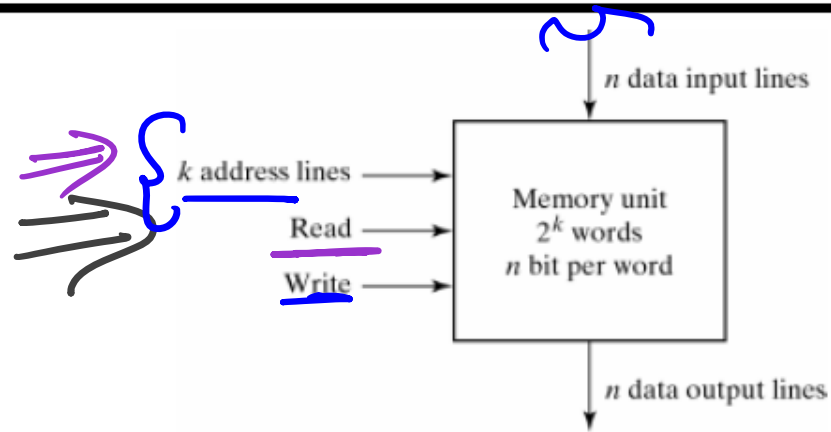 n data input lines
k address lines
Read
Write
Memory unit
2^k words
n bit per word
n data output lines